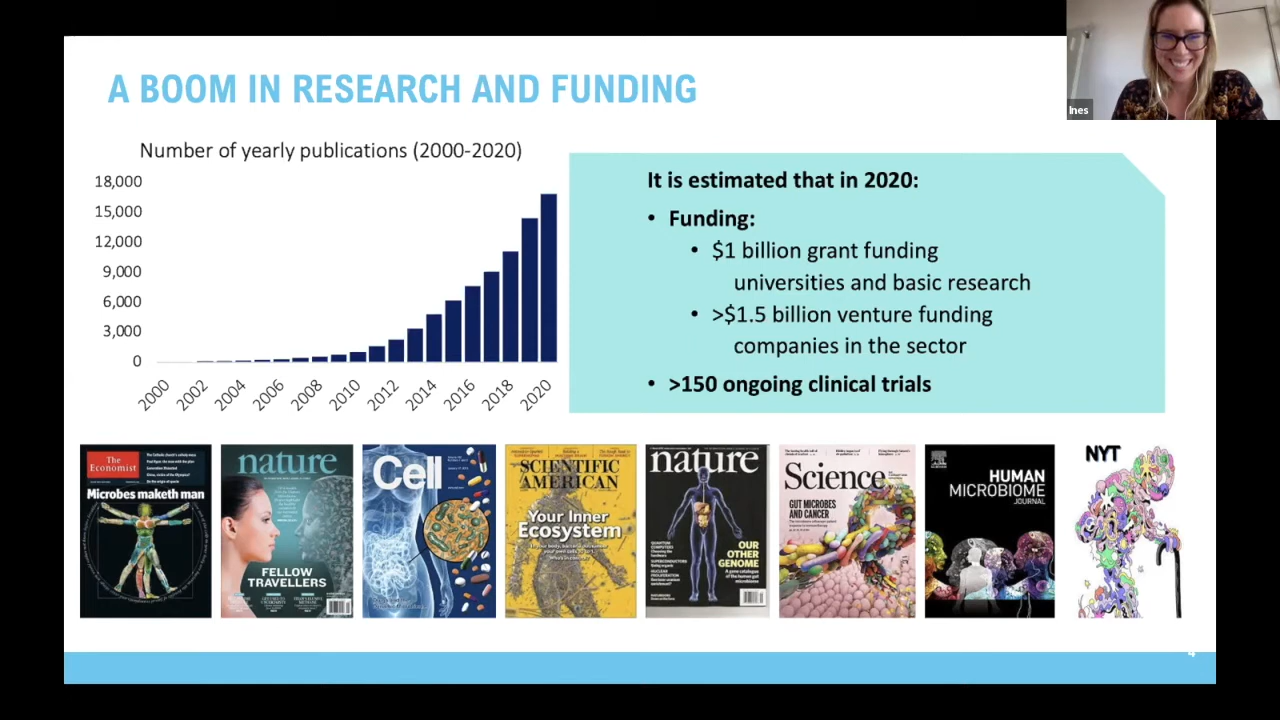 Ines
A BOOM IN RESEARCH AND FUNDING
Number of yearly publications (2000-2020)
18,000
15,000
12,000
9,000
6,000
3,000
0
2000
2002
2004
2006
2008
2010
2012
2014
2016
2018
2020
It is estimated that in 2020:
• Funding:
• $1 billion grant funding
universities and basic research
• >$1.5 billion venture funding
companies in the sector
• >150 ongoing clinical trials
The
Economist
Microbes maketh man
nature
FELLOW
TRAVELLERS
Cell
SCIENTIFIC
AMERICAN
Your Inner
Ecosystem
nature
OUR
OTHER
GENOME
Science
GUT MICROBES
AND CANCER
HUMAN
MICROBIOME
JOURNAL
NYT
4